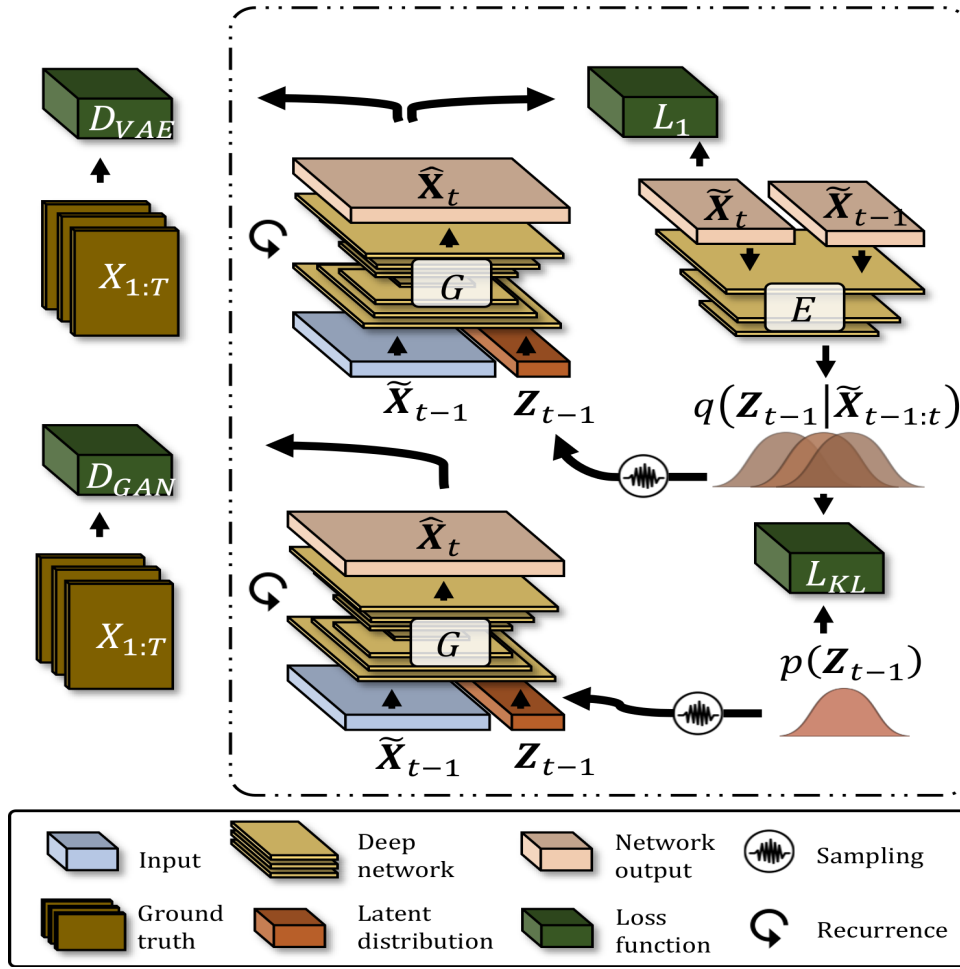 D_{VAE}
L_1
X̂_t
X̃_t
X̃_{t−1}
X_{1:T}
G
E
X̃_{t−1}
Z_{t−1}
q(Z_{t−1}|X̃_{t−1:t})
D_{GAN}
X̂_t
L_{KL}
X_{1:T}
G
p(Z_{t−1})
X̃_{t−1}
Z_{t−1}
Input
Deep
network
Network
output
Sampling
Ground
truth
Latent
distribution
Loss
function
Recurrence